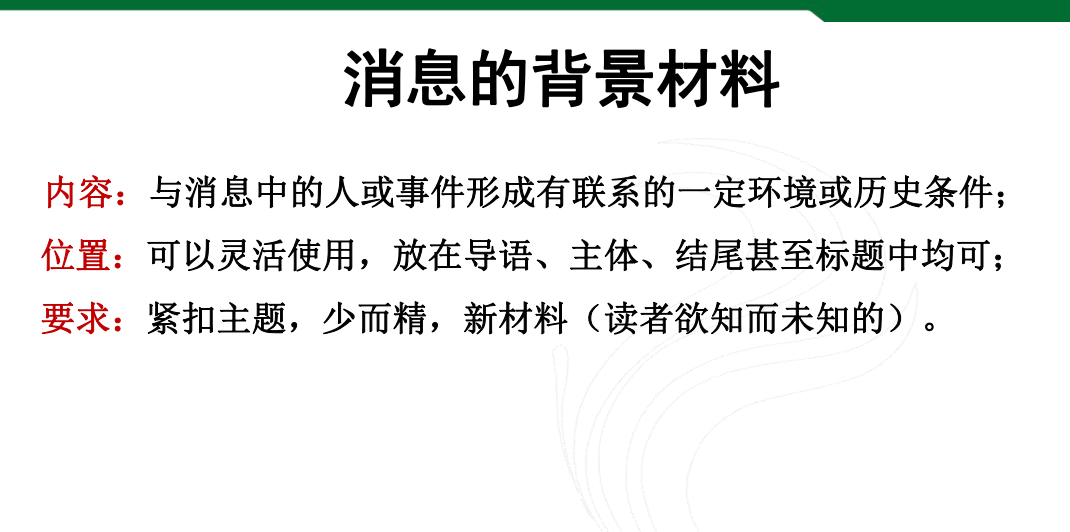 消息的背景材料
内容：与消息中的人或事件形成有联系的一定环境或历史条件；
位置：可以灵活使用，放在导语、主体、结尾甚至标题中均可；
要求：紧扣主题，少而精，新材料（读者欲知而未知的）。